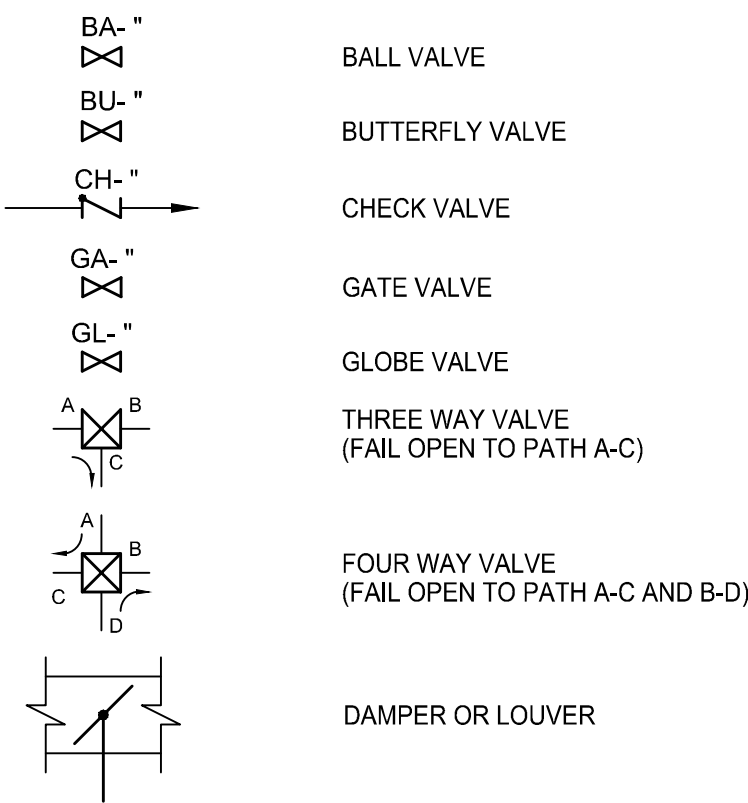 BA- "
BALL VALVE
BU- "
BUTTERFLY VALVE
CH- "
CHECK VALVE
GA- "
GATE VALVE
GL- "
GLOBE VALVE
A B
C
THREE WAY VALVE
(FAIL OPEN TO PATH A-C)
A
B
C
D
FOUR WAY VALVE
(FAIL OPEN TO PATH A-C AND B-D)
DAMPER OR LOUVER